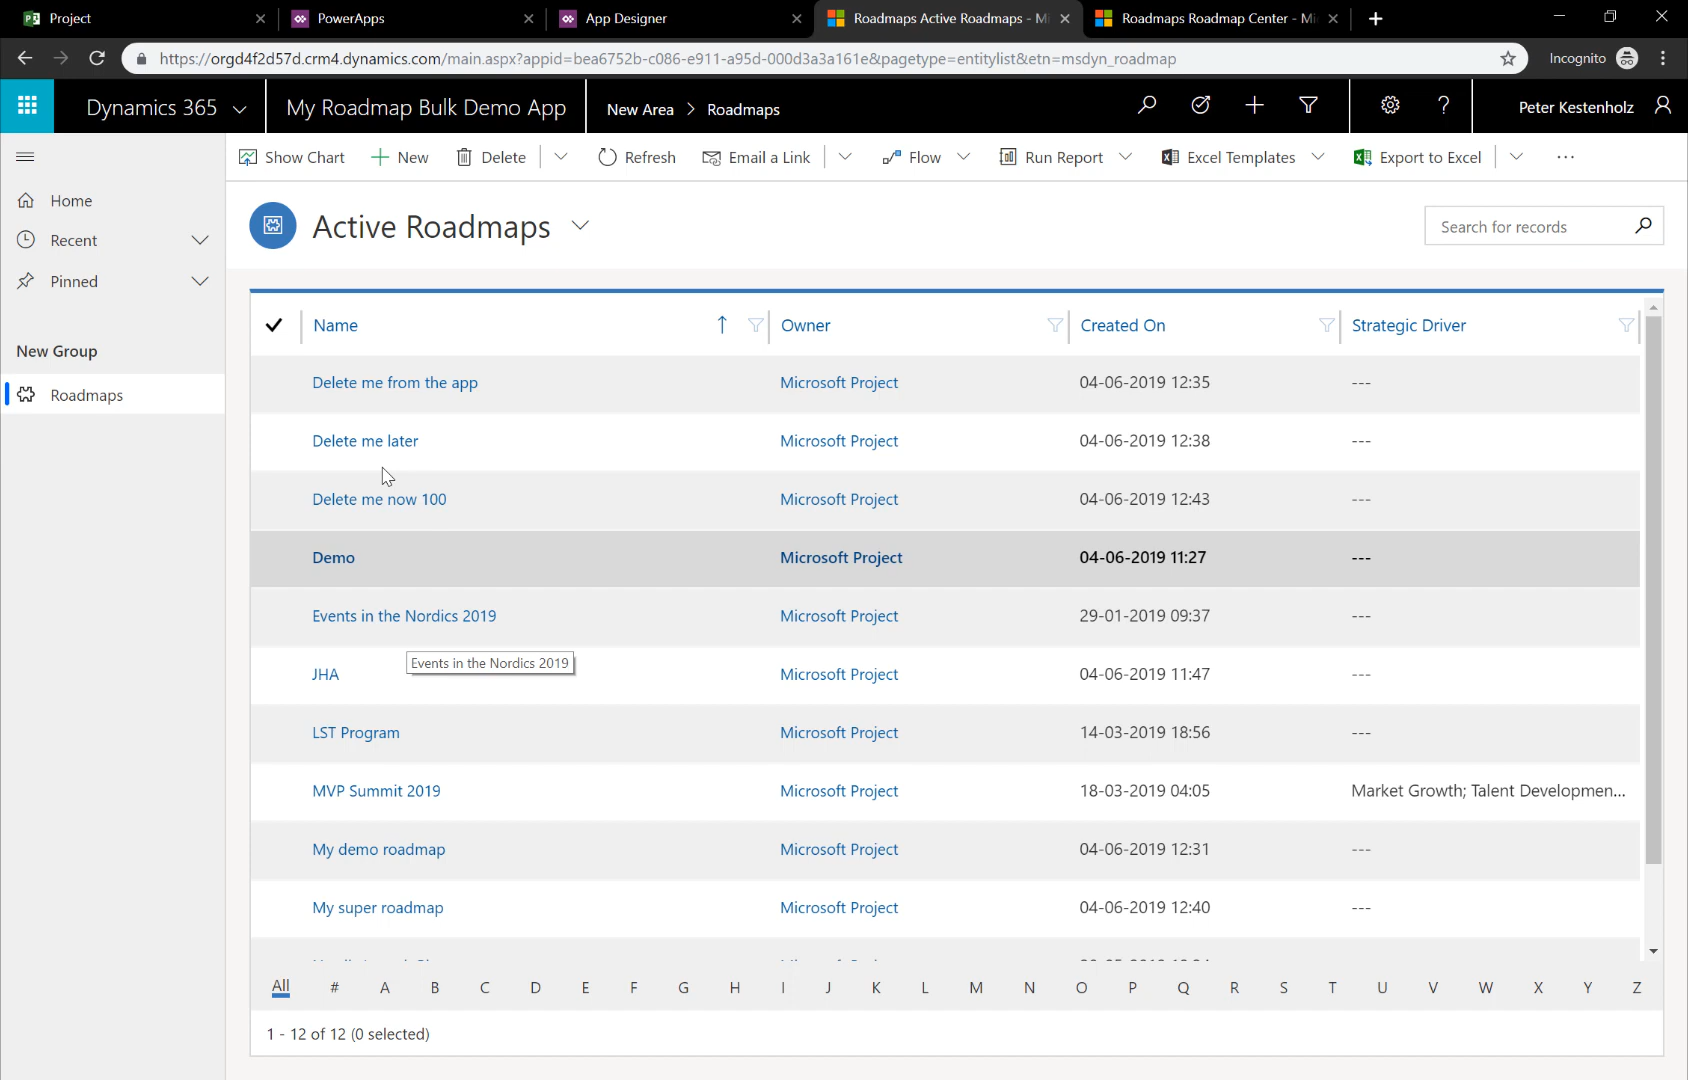 Project
PowerApps
App Designer
Roadmaps Active Roadmaps - Mi
Roadmaps Roadmap Center - Mi
https://orgd4f2d57d.crm4.dynamics.com/main.aspx?appid=bea6752b-c086-e911-a95d-000d3a3a161e&pagetype=entitylist&etn=msdyn_roadmap
Incognito
Dynamics 365
My Roadmap Bulk Demo App
New Area > Roadmaps
Peter Kestenholz
Show Chart
New
Delete
Refresh
Email a Link
Flow
Run Report
Excel Templates
Export to Excel
Home
Recent
Pinned
New Group
Roadmaps
Active Roadmaps
Search for records
Name Owner Created On Strategic Driver
Delete me from the app Microsoft Project 04-06-2019 12:35 ---
Delete me later Microsoft Project 04-06-2019 12:38 ---
Delete me now 100 Microsoft Project 04-06-2019 12:43 ---
Demo Microsoft Project 04-06-2019 11:27 ---
Events in the Nordics 2019 Microsoft Project 29-01-2019 09:37 ---
Events in the Nordics 2019
JHA Microsoft Project 04-06-2019 11:47 ---
LST Program Microsoft Project 14-03-2019 18:56 ---
MVP Summit 2019 Microsoft Project 18-03-2019 04:05 Market Growth; Talent Developmen...
My demo roadmap Microsoft Project 04-06-2019 12:31 ---
My super roadmap Microsoft Project 04-06-2019 12:40 ---
All # A B C D E F G H I J K L M N O P Q R S T U V W X Y Z
1 - 12 of 12 (0 selected)